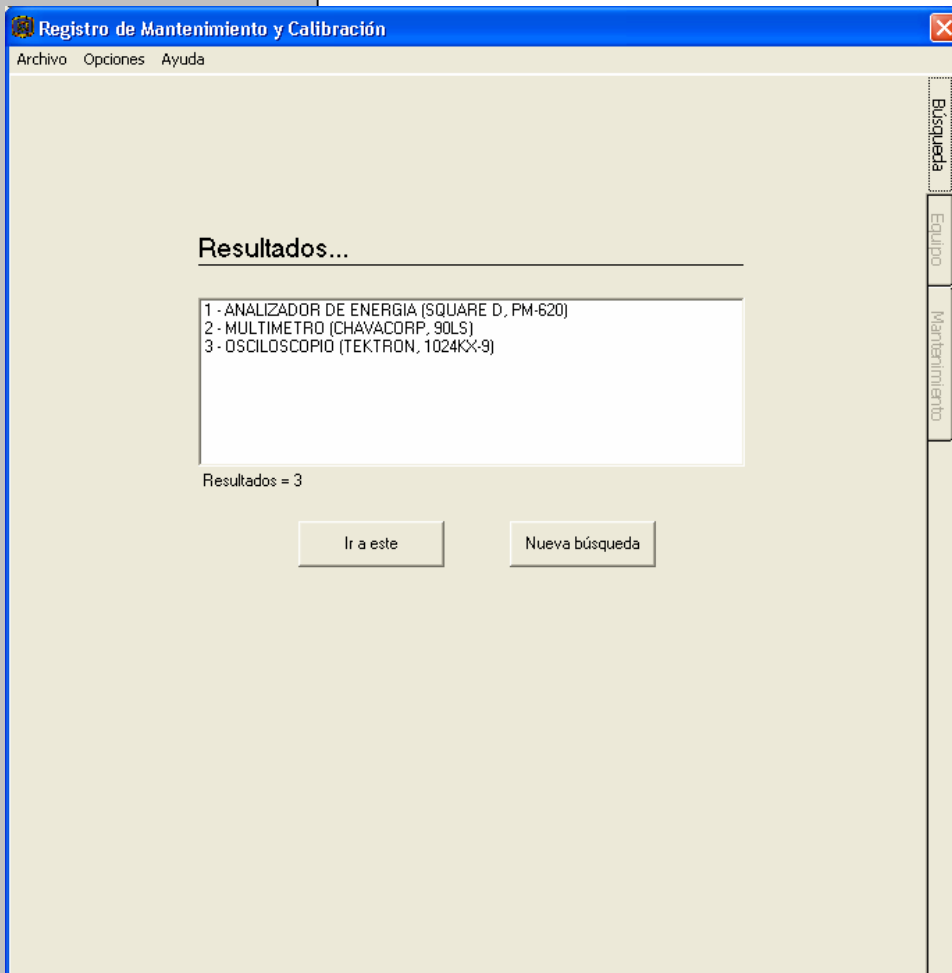 Registro de Mantenimiento y Calibración
Archivo Opciones Ayuda
Búsqueda
Equipo
Mantenimiento
Resultados...
1 - ANALIZADOR DE ENERGIA (SQUARE D, PM-620)
2 - MULTIMETRO (CHAVACORP, 90LS)
3 - OSCILOSCOPIO (TEKTRON, 1024KX-9)
Resultados = 3
Ir a este Nueva búsqueda